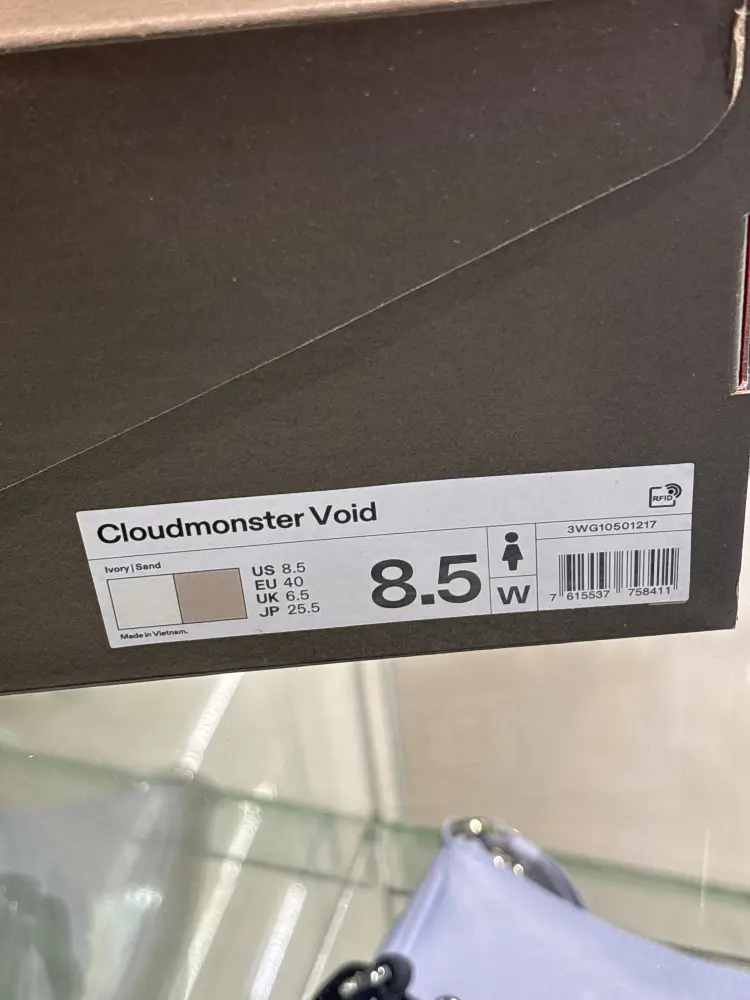 Cloudmonster Void
RFID
3WG10501217
Ivory | Sand
US 8.5
EU 40
UK 6.5
JP 25.5
8.5
W
7 615537 758411
Made in Vietnam.